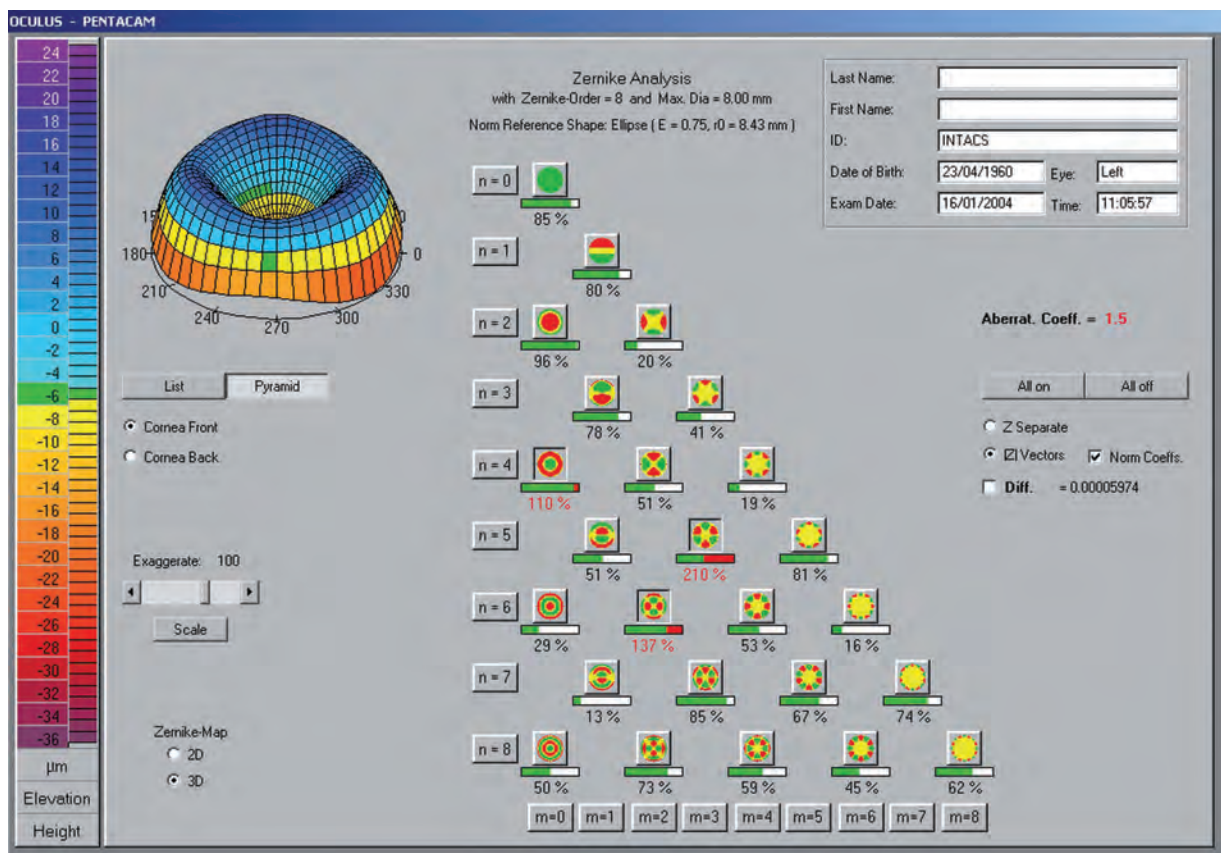 OCULUS - PENTACAM
24
22
20
18
16
14
12
10
8
6
4
2
0
-2
-4
-6
-8
-10
-12
-14
-16
-18
-20
-22
-24
-26
-28
-30
-32
-34
-36
µm
Elevation
Height
180
210
240
270
300
330
0
List Pyramid
Cornea Front
Cornea Back
Exaggerate: 100
Scale
Zernike-Map
2D
3D
Zernike Analysis
with Zernike-Order = 8 and Max. Dia = 8.00 mm
Norm Reference Shape: Ellipse ( E = 0.75, r0 = 8.43 mm )
n = 0
85 %
n = 1
80 %
n = 2
96 % 20 %
n = 3
78 % 41 %
n = 4
110 % 51 % 19 %
n = 5
51 % 210 % 81 %
n = 6
29 % 137 % 53 % 16 %
n = 7
13 % 85 % 67 % 74 %
n = 8
50 % 73 % 59 % 45 % 62 %
m=0 m=1 m=2 m=3 m=4 m=5 m=6 m=7 m=8
Last Name:
First Name:
ID: INTACS
Date of Birth: 23/04/1960 Eye: Left
Exam Date: 16/01/2004 Time: 11:05:57
Aberrat. Coeff. = 1.5
All on All off
Z Separate
|Z| Vectors Norm Coeffs.
Diff. = 0.00005974